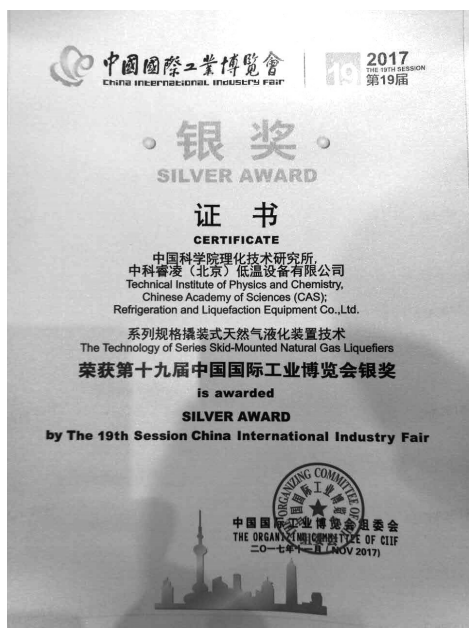 中國國際工業博覽會
China International Industry Fair
19
2017
THE 19TH SESSION
第19届
银奖
SILVER AWARD
证书
CERTIFICATE
中国科学院理化技术研究所,
中科睿凌（北京）低温设备有限公司
Technical Institute of Physics and Chemistry,
Chinese Academy of Sciences (CAS);
Refrigeration and Liquefaction Equipment Co.,Ltd.
系列规格撬装式天然气液化装置技术
The Technology of Series Skid-Mounted Natural Gas Liquefiers
荣获第十九届中国国际工业博览会银奖
is awarded
SILVER AWARD
by The 19th Session China International Industry Fair
ORGANIZING COMMITTEE OF
中国国际工业博览会组委会
THE ORGANIZING COMMITTEE OF CIIF
二〇一七年十一月(NOV 2017)